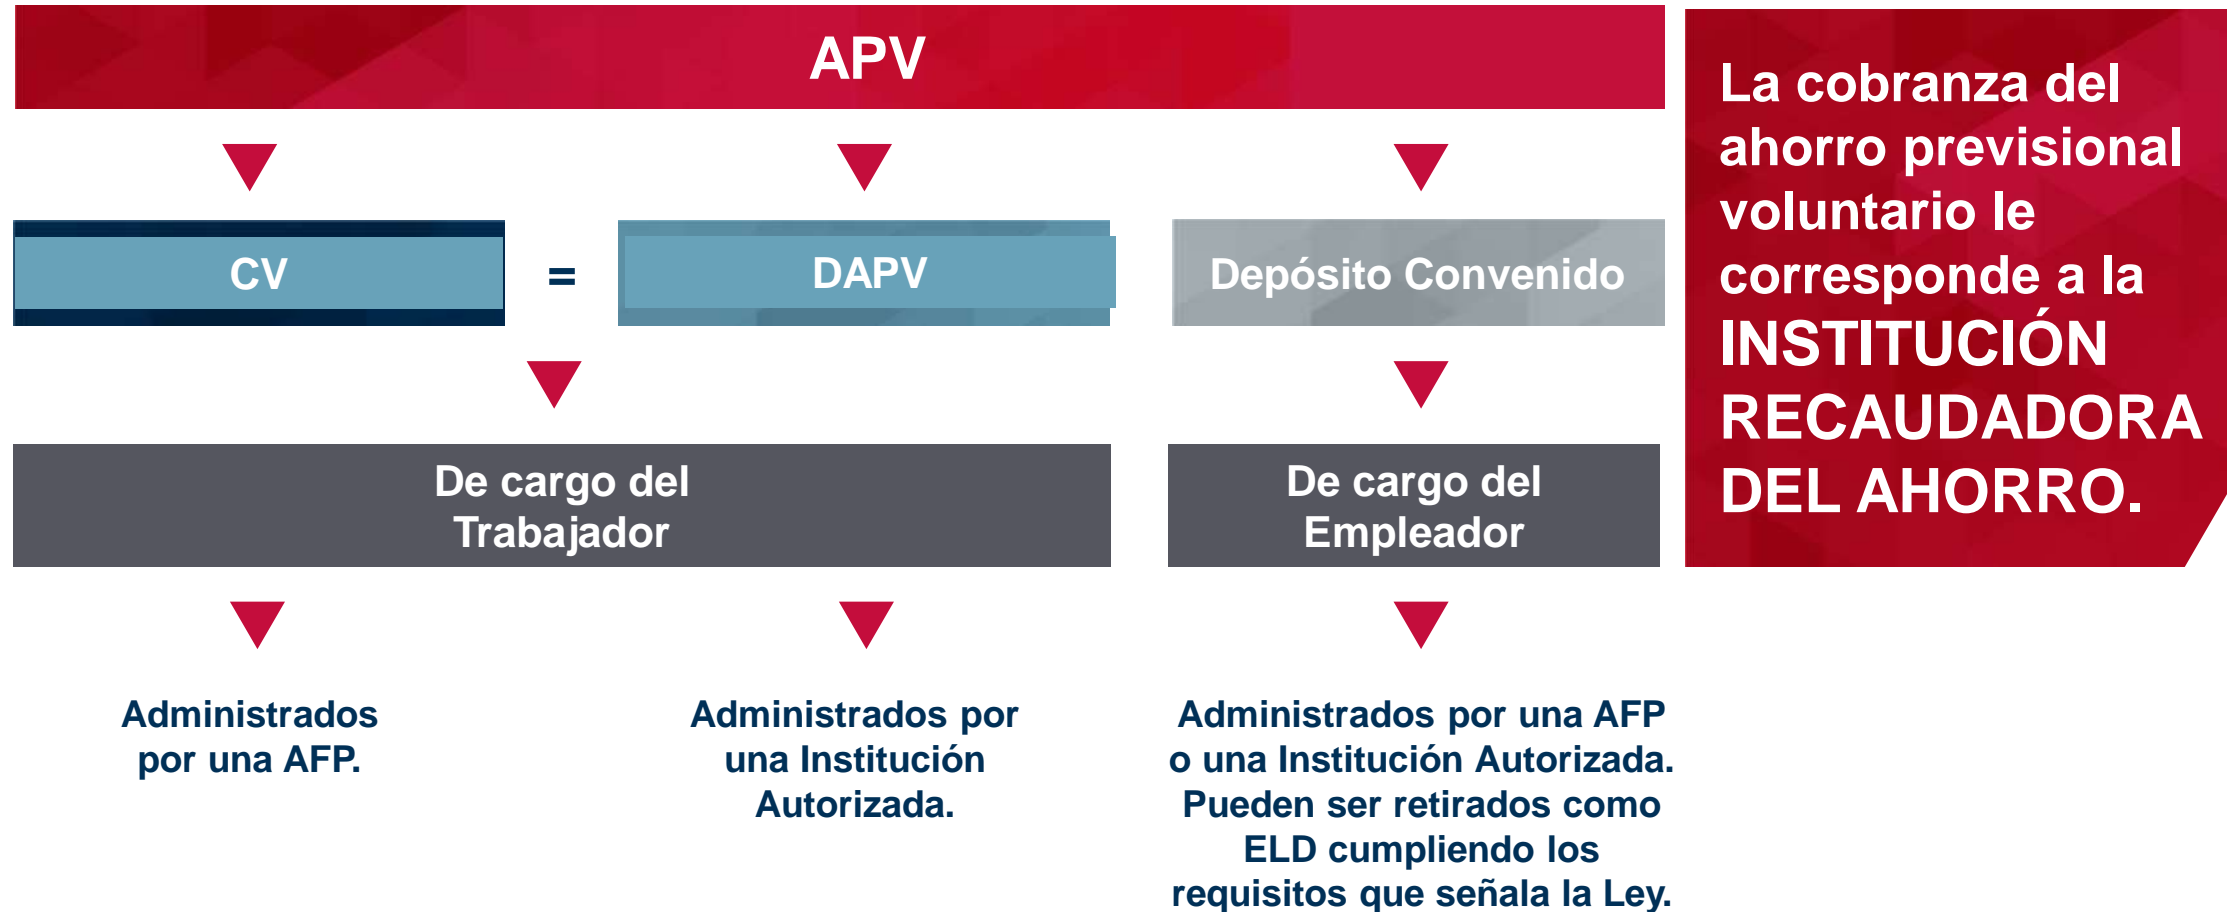 APV
CV
=
DAPV
Depósito Convenido
De cargo del
Trabajador
De cargo del
Empleador
Administrados
por una AFP.
Administrados por
una Institución
Autorizada.
Administrados por una AFP
o una Institución Autorizada.
Pueden ser retirados como
ELD cumpliendo los
requisitos que señala la Ley.
La cobranza del
ahorro previsional
voluntario le
corresponde a la
INSTITUCIÓN
RECAUDADORA
DEL AHORRO.